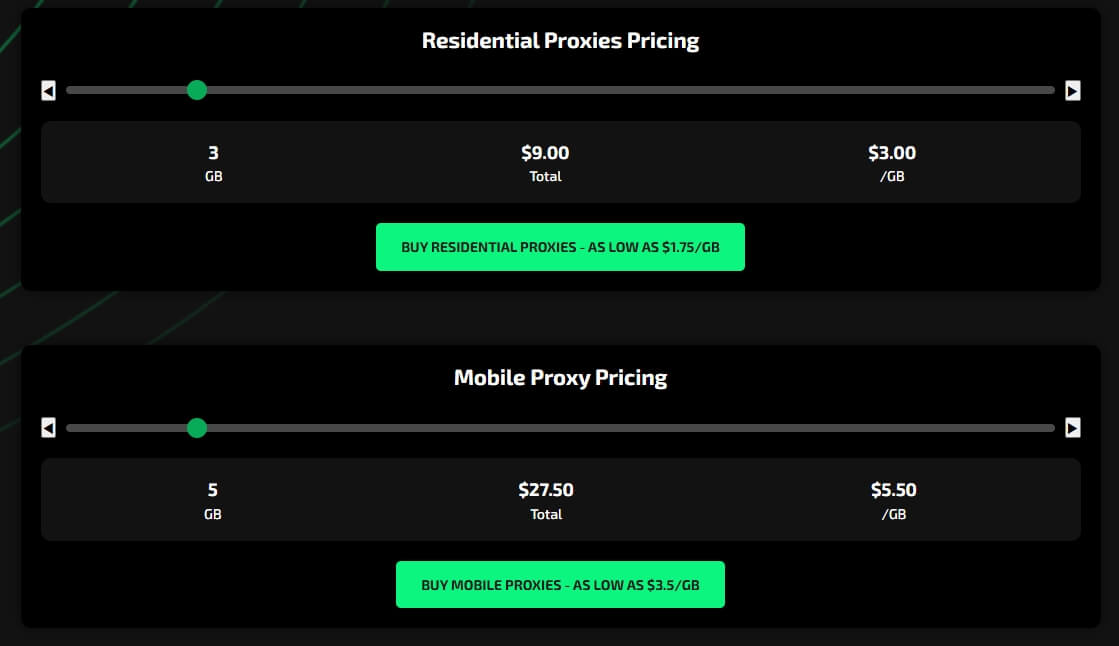 Residential Proxies Pricing
3 $9.00 $3.00
GB Total /GB
BUY RESIDENTIAL PROXIES - AS LOW AS $1.75/GB
Mobile Proxy Pricing
5 $27.50 $5.50
GB Total /GB
BUY MOBILE PROXIES - AS LOW AS $3.5/GB